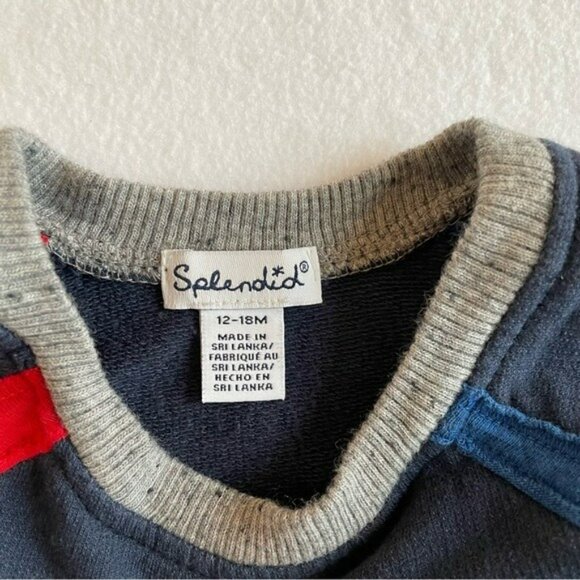 Splendid®
12-18M
MADE IN
SRI LANKA/
FABRIQUÉ AU
SRI LANKA/
HECHO EN
SRI LANKA